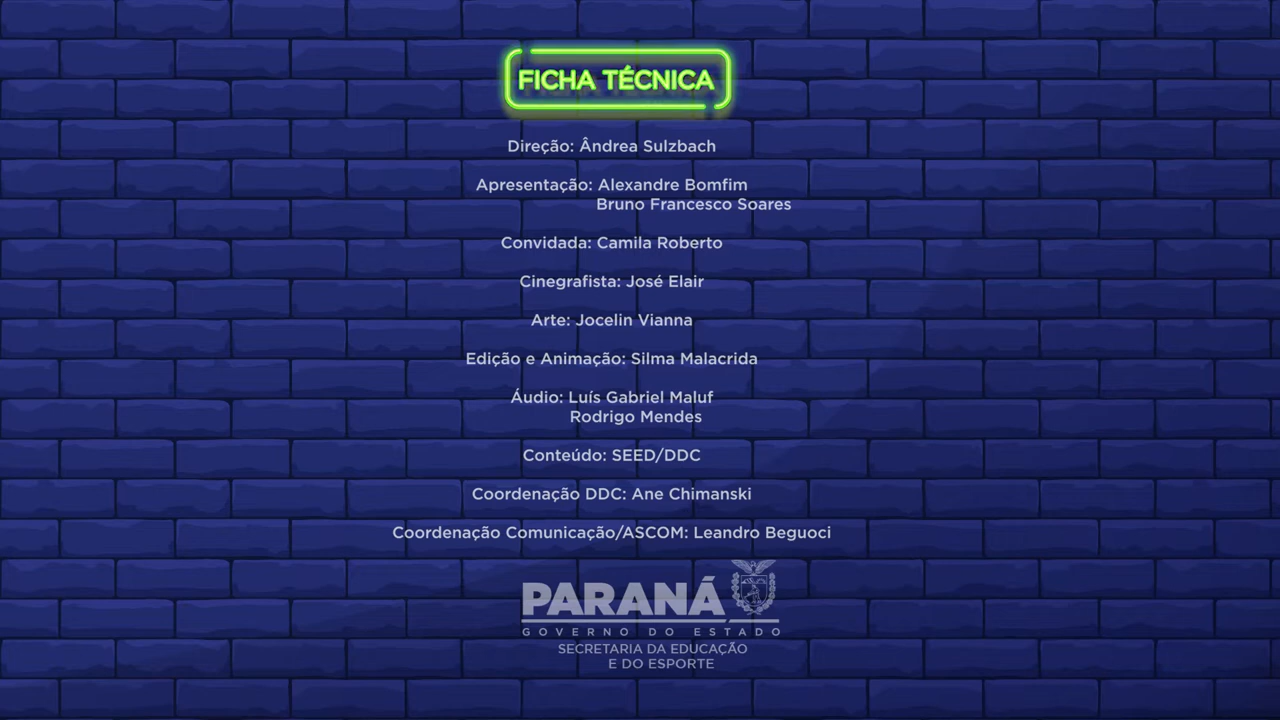 FICHA TÉCNICA
Direção: Ândrea Sulzbach
Apresentação: Alexandre Bomfim
Bruno Francesco Soares
Convidada: Camila Roberto
Cinegrafista: José Elair
Arte: Jocelin Vianna
Edição e Animação: Silma Malacrida
Áudio: Luís Gabriel Maluf
Rodrigo Mendes
Conteúdo: SEED/DDC
Coordenação DDC: Ane Chimanski
Coordenação Comunicação/ASCOM: Leandro Beguoci
PARANÁ
GOVERNO DO ESTADO
SECRETARIA DA EDUCAÇÃO
E DO ESPORTE